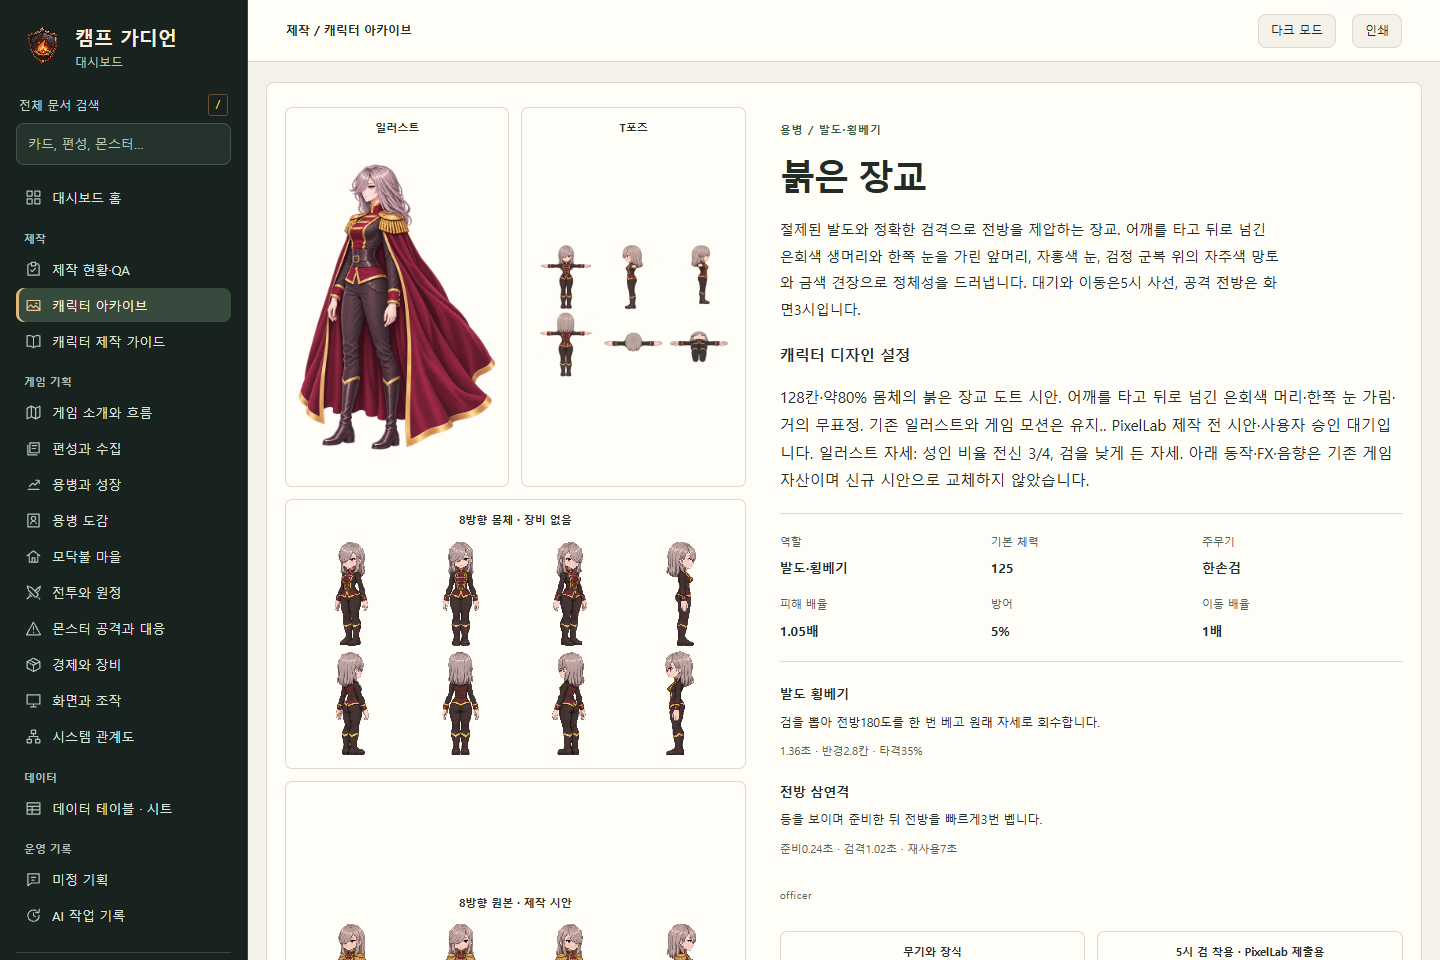 캠프 가디언
대시보드
전체 문서 검색
/
카드, 편성, 몬스터...
대시보드 홈
제작
제작 현황·QA
캐릭터 아카이브
캐릭터 제작 가이드
게임 기획
게임 소개와 흐름
편성과 수집
용병과 성장
용병 도감
모닥불 마을
전투와 원정
몬스터 공격과 대응
경제와 장비
화면과 조작
시스템 관계도
데이터
데이터 테이블 · 시트
운영 기록
미정 기획
AI 작업 기록
제작 / 캐릭터 아카이브
다크 모드
인쇄
일러스트
T포즈
8방향 몸체 · 장비 없음
8방향 원본 · 제작 시안
용병 / 발도·횡베기
붉은 장교
절제된 발도와 정확한 검격으로 전방을 제압하는 장교. 어깨를 타고 뒤로 넘긴
은회색 생머리와 한쪽 눈을 가린 앞머리, 자홍색 눈, 검정 군복 위의 자주색 망토
와 금색 견장으로 정체성을 드러냅니다. 대기와 이동은5시 사선, 공격 전방은 화
면3시입니다.
캐릭터 디자인 설정
128칸·약80% 몸체의 붉은 장교 도트 시안. 어깨를 타고 뒤로 넘긴 은회색 머리·한쪽 눈 가림·
거의 무표정. 기존 일러스트와 게임 모션은 유지.. PixelLab 제작 전 시안·사용자 승인 대기입
니다. 일러스트 자세: 성인 비율 전신 3/4, 검을 낮게 든 자세. 아래 동작·FX·음향은 기존 게임
자산이며 신규 시안으로 교체하지 않았습니다.
역할
기본 체력
주무기
발도·횡베기
125
한손검
피해 배율
방어
이동 배율
1.05배
5%
1배
발도 횡베기
검을 뽑아 전방180도를 한 번 베고 원래 자세로 회수합니다.
1.36초 · 반경2.8칸 · 타격35%
전방 삼연격
등을 보이며 준비한 뒤 전방을 빠르게3번 벱니다.
준비0.24초 · 검격1.02초 · 재사용7초
officer
무기와 장식
5시 검 착용 · PixelLab 제출용